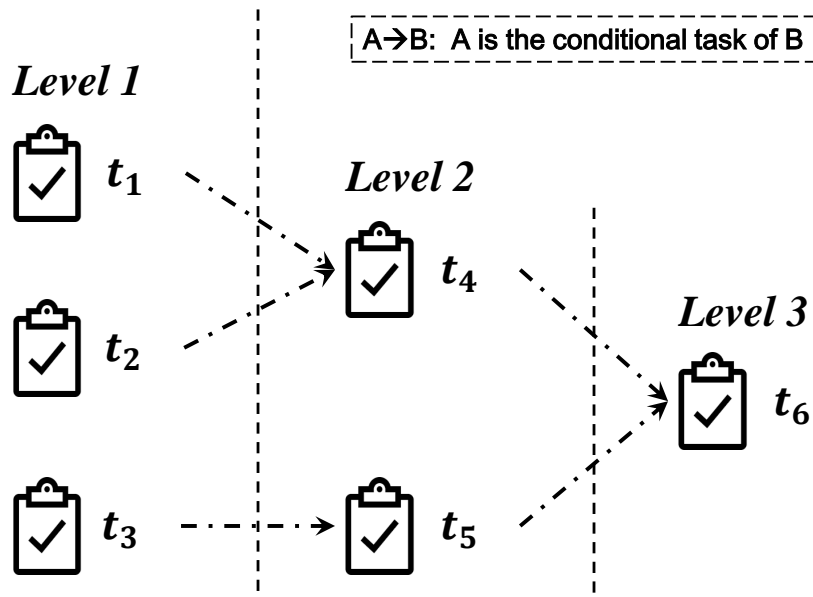 A→B: A is the conditional task of B
Level 1
t₁
Level 2
t₄
Level 3
t₂
t₆
t₃
t₅